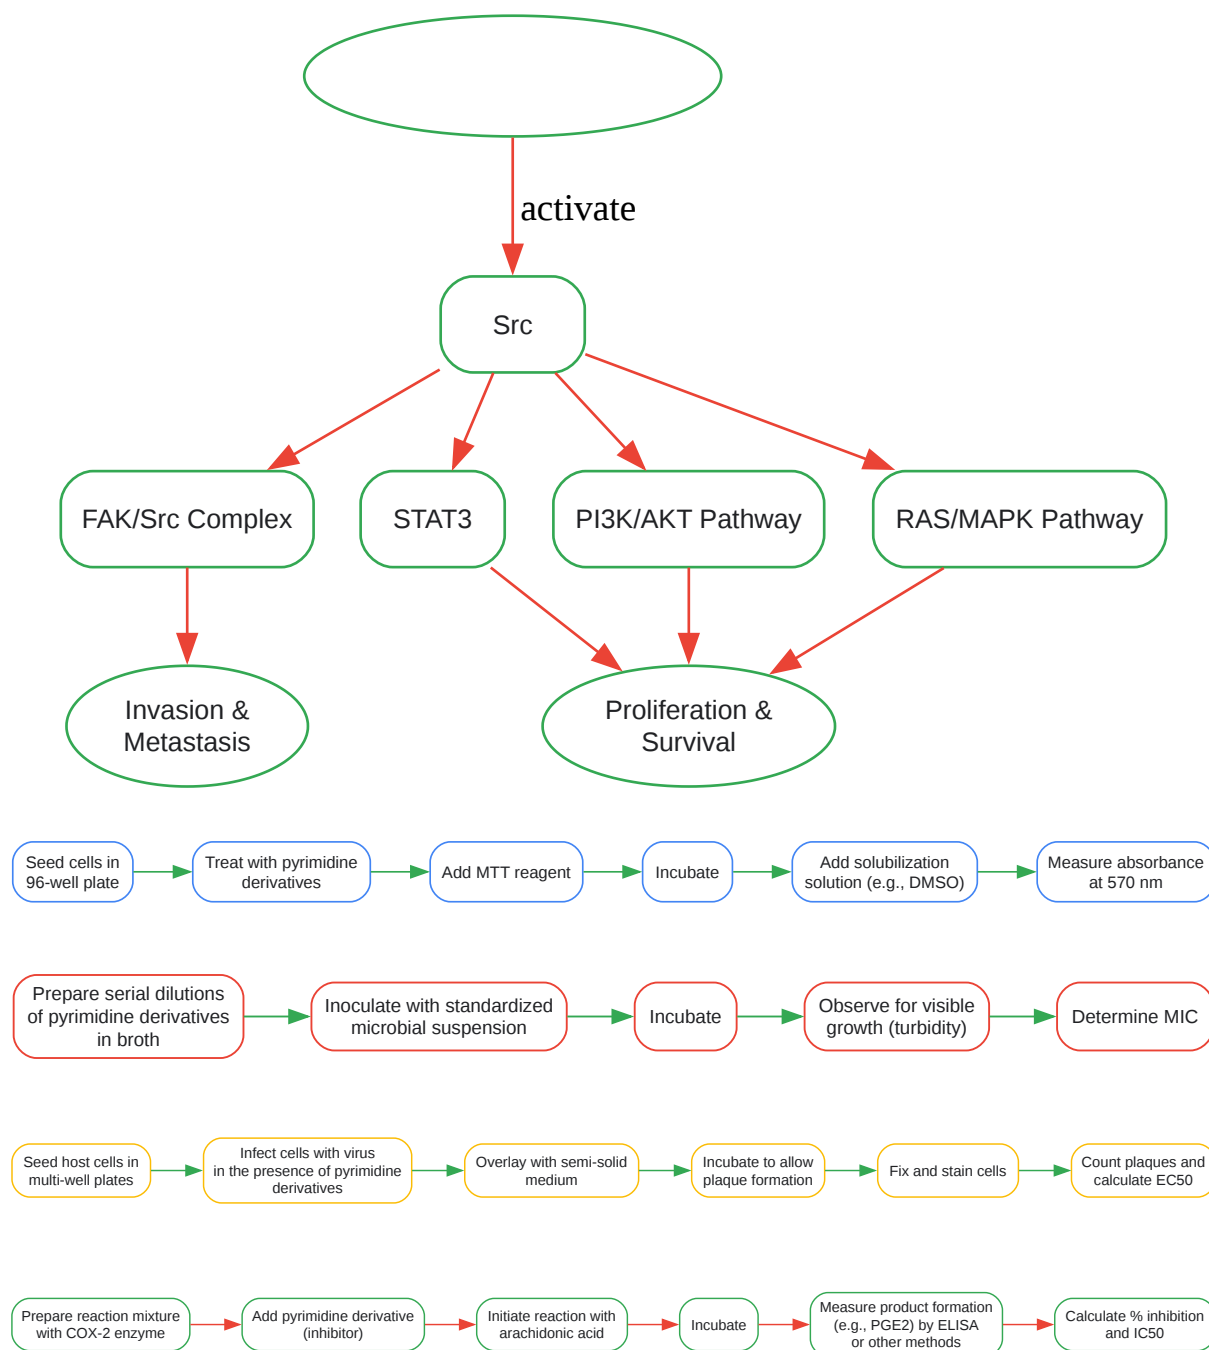 activate
Src
FAK/Src Complex
STAT3
PI3K/AKT Pathway
RAS/MAPK Pathway
Invasion &
Metastasis
Proliferation &
Survival
Seed cells in
96-well plate
Treat with pyrimidine
derivatives
Add MTT reagent
Incubate
Add solubilization
solution (e.g., DMSO)
Measure absorbance
at 570 nm
Prepare serial dilutions
of pyrimidine derivatives
in broth
Inoculate with standardized
microbial suspension
Incubate
Observe for visible
growth (turbidity)
Determine MIC
Seed host cells in
multi-well plates
Infect cells with virus
in the presence of pyrimidine
derivatives
Overlay with semi-solid
medium
Incubate to allow
plaque formation
Fix and stain cells
Count plaques and
calculate EC50
Prepare reaction mixture
with COX-2 enzyme
Add pyrimidine derivative
(inhibitor)
Initiate reaction with
arachidonic acid
Incubate
Measure product formation
(e.g., PGE2) by ELISA
or other methods
Calculate % inhibition
and IC50